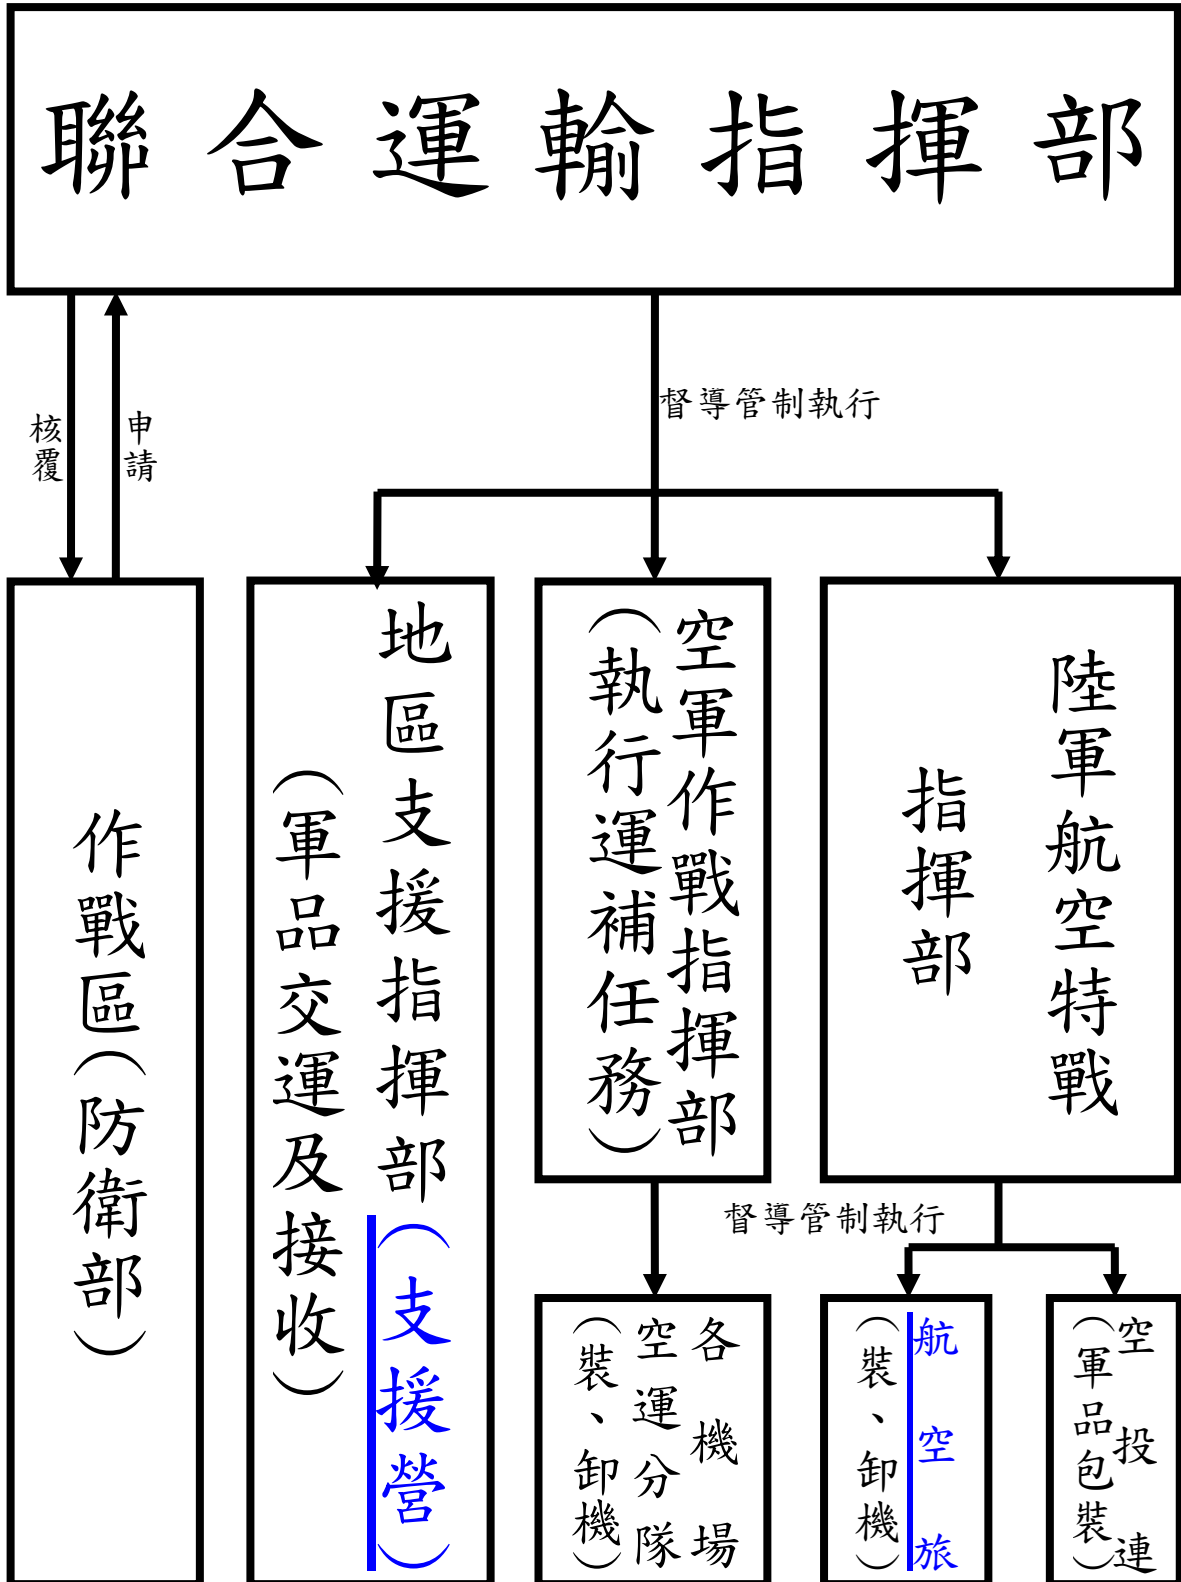 聯合運輸指揮部
核覆
申請
督導管制執行
作戰區（防衛部）
地區支援指揮部（支援營）
（軍品交運及接收）
空軍作戰指揮部
（執行運補任務）
陸軍航空特戰
指揮部
督導管制執行
各機場
空運分隊
（裝、卸機）
航空旅
（裝、卸機）
空投連
（軍品包裝）